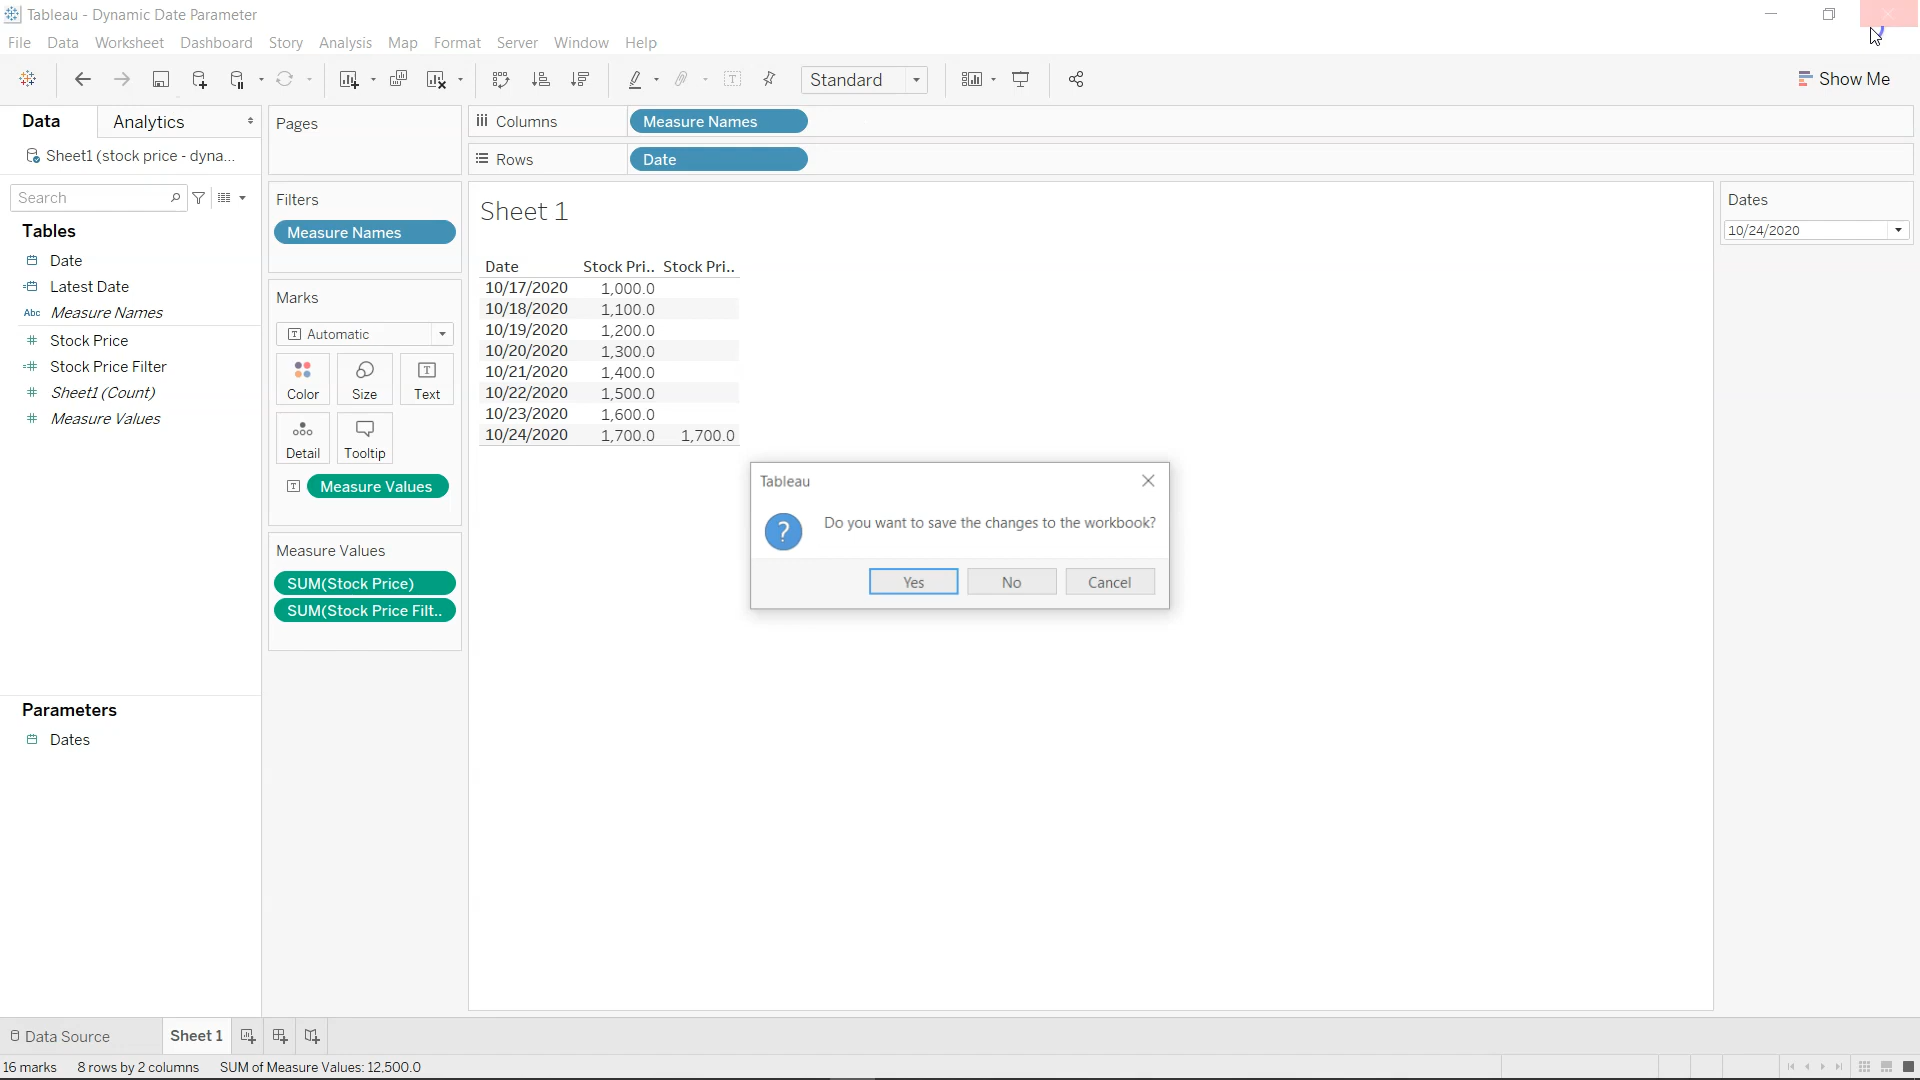 Tableau - Dynamic Date Parameter
File Data Worksheet Dashboard Story Analysis Map Format Server Window Help
Standard
Show Me
Data
Analytics
Sheet1 (stock price - dyna...
Search
Tables
Date
Latest Date
Abc Measure Names
Stock Price
Stock Price Filter
Sheet1 (Count)
Measure Values
Parameters
Dates
Pages
Filters
Measure Names
Marks
Automatic
Color Size Text
Detail Tooltip
Measure Values
Measure Values
SUM(Stock Price)
SUM(Stock Price Filt..
Columns Measure Names
Rows Date
Sheet 1
Date Stock Pri.. Stock Pri..
10/17/2020 1,000.0
10/18/2020 1,100.0
10/19/2020 1,200.0
10/20/2020 1,300.0
10/21/2020 1,400.0
10/22/2020 1,500.0
10/23/2020 1,600.0
10/24/2020 1,700.0 1,700.0
Tableau
Do you want to save the changes to the workbook?
Yes No Cancel
Dates
10/24/2020
Data Source Sheet 1
16 marks 8 rows by 2 columns SUM of Measure Values: 12,500.0